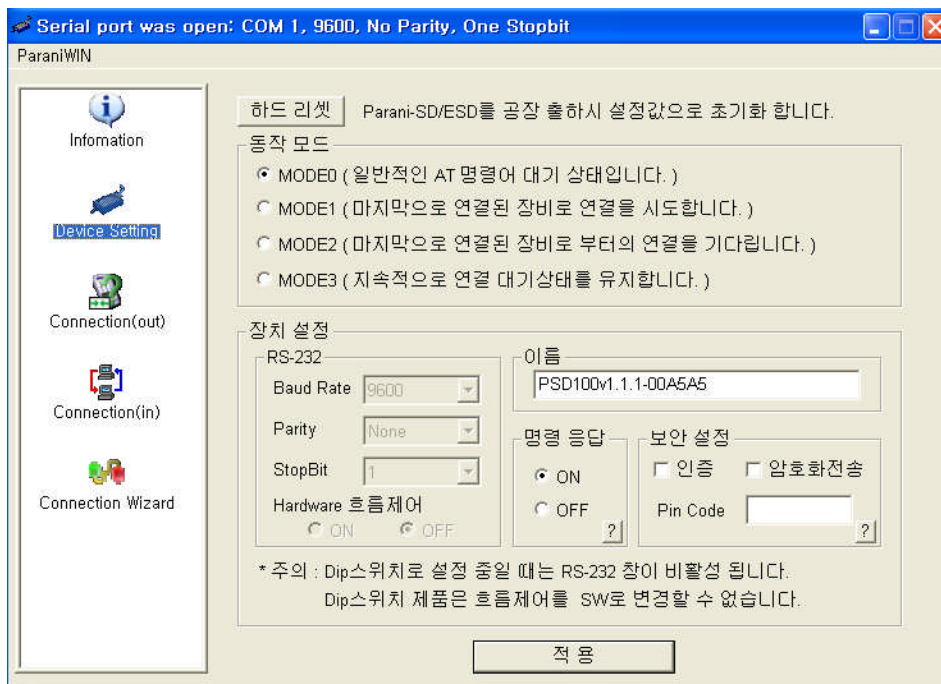 Serial port was open: COM 1, 9600, No Parity, One Stopbit
ParaniWIN
Infomation
Device Setting
Connection(out)
Connection(in)
Connection Wizard
하드 리셋 Parani-SD/ESD를 공장 출하시 설정값으로 초기화 합니다.
동작 모드
MODE0 ( 일반적인 AT 명령어 대기 상태입니다. )
MODE1 ( 마지막으로 연결된 장비로 연결을 시도합니다. )
MODE2 ( 마지막으로 연결된 장비로 부터의 연결을 기다립니다. )
MODE3 ( 지속적으로 연결 대기상태를 유지합니다. )
장치 설정
RS-232
Baud Rate 9600
Parity None
StopBit 1
Hardware 흐름제어
ON OFF
이름
PSD100v1.1.1-00A5A5
명령 응답
ON
OFF
?
보안 설정
인증 암호화전송
Pin Code
?
* 주의 : Dip스위치로 설정 중일 때는 RS-232 창이 비활성 됩니다.
Dip스위치 제품은 흐름제어를 SW로 변경할 수 없습니다.
적 용